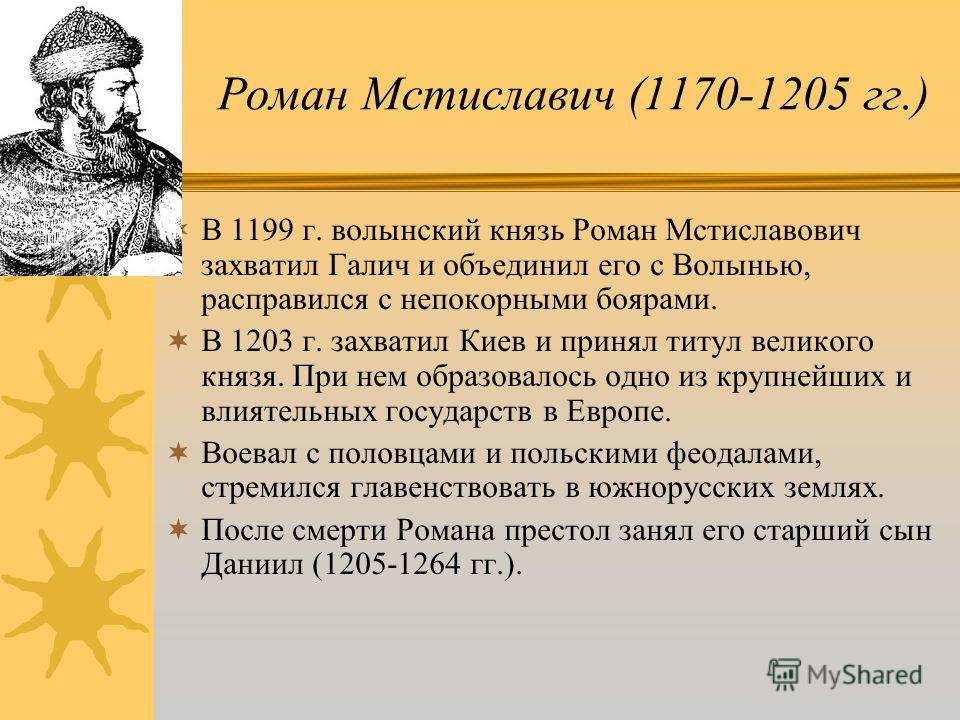 Роман Мстиславич (1170-1205 гг.)
В 1199 г. волынский князь Роман Мстиславович
захватил Галич и объединил его с Волынью,
расправился с непокорными боярами.
В 1203 г. захватил Киев и принял титул великого
князя. При нем образовалось одно из крупнейших и
влиятельных государств в Европе.
Воевал с половцами и польскими феодалами,
стремился главенствовать в южнорусских землях.
После смерти Романа престол занял его старший сын
Даниил (1205-1264 гг.).
MyShared